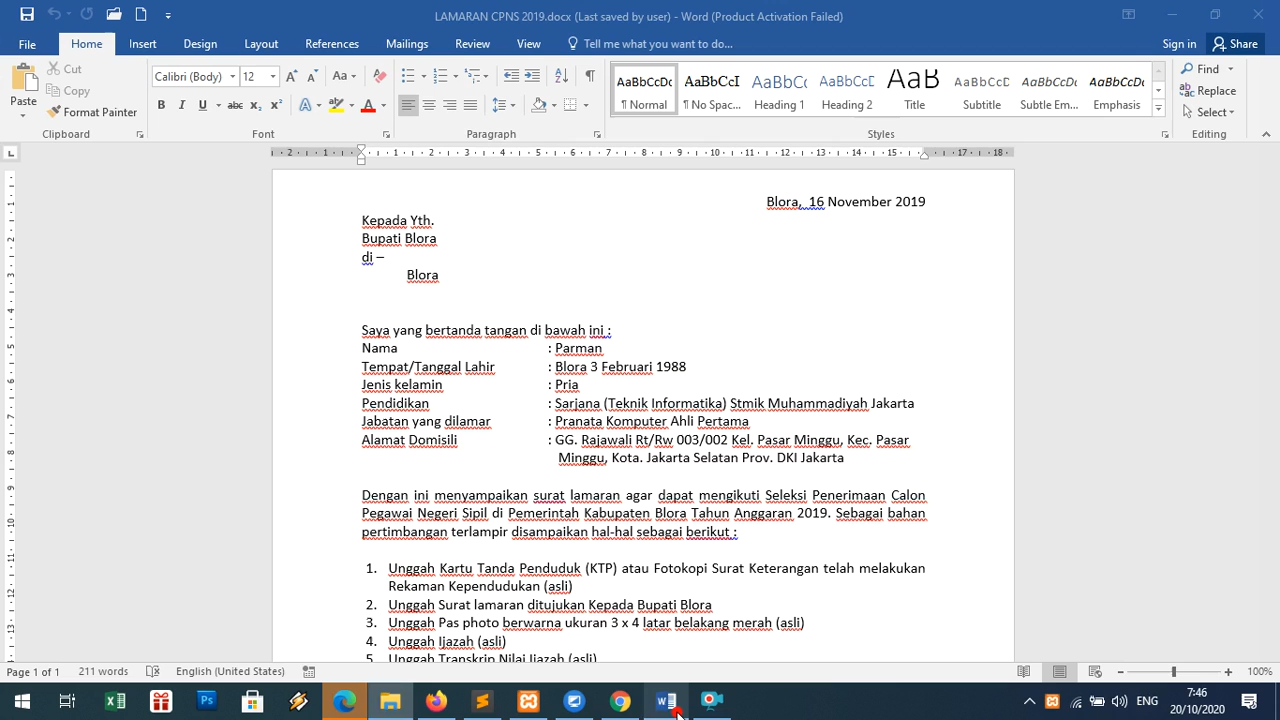 LAMARAN CPNS 2019.docx (Last saved by user) - Word (Product Activation Failed)
File Home Insert Design Layout References Mailings Review View Tell me what you want to do... Sign in Share
Cut
Copy
Paste
Format Painter
Calibri (Body) 12
Clipboard Font Paragraph Styles Editing
AaBbCcDc AaBbCcI AaBbCc AaBbCcD AaB AaBbCcD AaBbCcDc AaBbCcDc
¶ Normal ¶ No Spac... Heading 1 Heading 2 Title Subtitle Subtle Em... Emphasis
Find
Replace
Select
Blora, 16 November 2019
Kepada Yth.
Bupati Blora
di –
Blora
Saya yang bertanda tangan di bawah ini :
Nama : Parman
Tempat/Tanggal Lahir : Blora 3 Februari 1988
Jenis kelamin : Pria
Pendidikan : Sarjana (Teknik Informatika) Stmik Muhammadiyah Jakarta
Jabatan yang dilamar : Pranata Komputer Ahli Pertama
Alamat Domisili : GG. Rajawali Rt/Rw 003/002 Kel. Pasar Minggu, Kec. Pasar
Minggu, Kota. Jakarta Selatan Prov. DKI Jakarta
Dengan ini menyampaikan surat lamaran agar dapat mengikuti Seleksi Penerimaan Calon
Pegawai Negeri Sipil di Pemerintah Kabupaten Blora Tahun Anggaran 2019. Sebagai bahan
pertimbangan terlampir disampaikan hal-hal sebagai berikut :
1. Unggah Kartu Tanda Penduduk (KTP) atau Fotokopi Surat Keterangan telah melakukan
Rekaman Kependudukan (asli)
2. Unggah Surat lamaran ditujukan Kepada Bupati Blora
3. Unggah Pas photo berwarna ukuran 3 x 4 latar belakang merah (asli)
4. Unggah Ijazah (asli)
5. Unggah Transkrip Nilai Ijazah (asli)
Page 1 of 1 211 words English (United States) 100%
ENG
7:46
20/10/2020